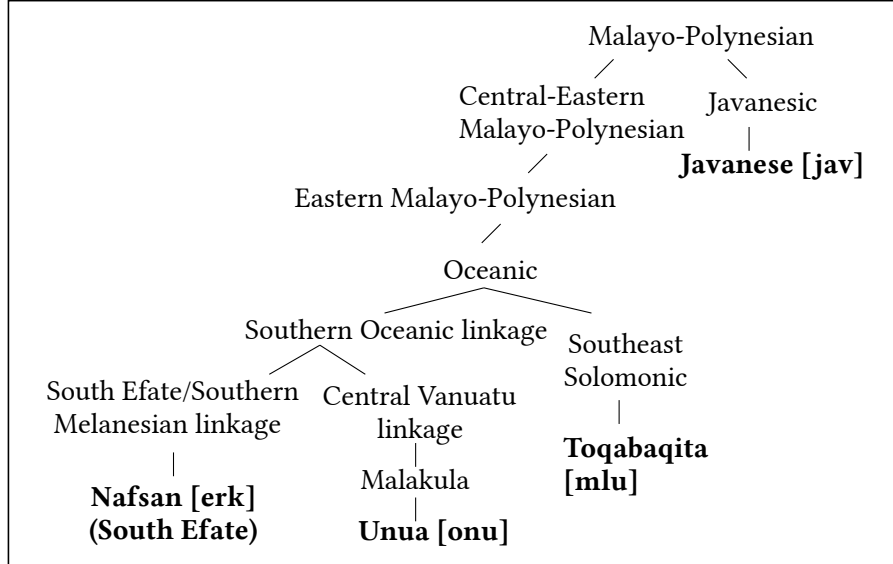 Malayo-Polynesian
Central-Eastern
Malayo-Polynesian
Javanesic
Javanese [jav]
Eastern Malayo-Polynesian
Oceanic
Southern Oceanic linkage
Southeast
Solomonic
South Efate/Southern
Melanesian linkage
Central Vanuatu
linkage
Toqabaqita
[mlu]
Malakula
Nafsan [erk]
(South Efate)
Unua [onu]